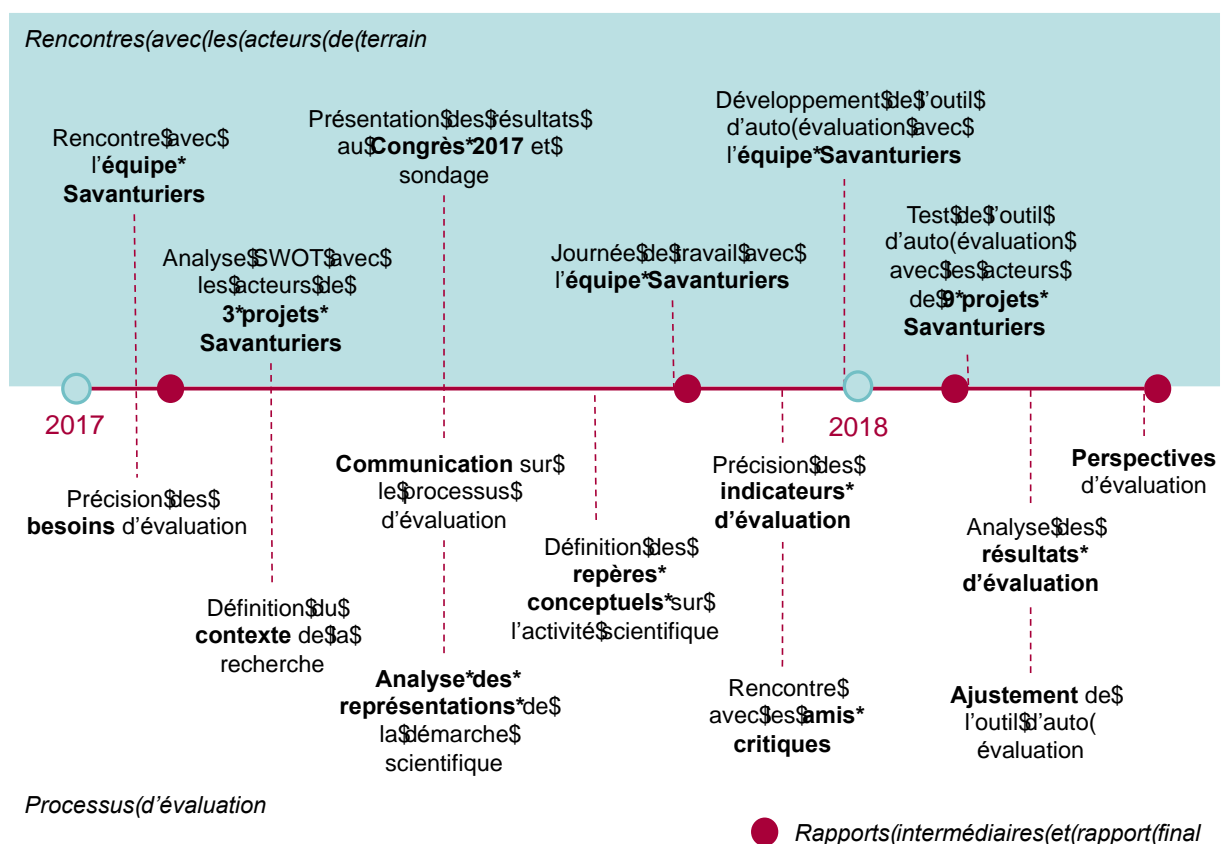 Rencontres(avec(les(acteurs(de(terrain
Rencontre$avec$
l'équipe*
Savanturiers
Analyse$SWOT$avec$
les$acteurs$de$
3*projets*
Savanturiers
Présentation$des$résultats$
au$Congrès*2017 et$
sondage
Journée$de$travail$avec$
l'équipe*Savanturiers
Développement$de$l'outil$
d'auto(évaluation$avec$
l'équipe*Savanturiers
Test$de$l'outil$
d'auto(évaluation$
avec$les$acteurs$
de$9*projets*
Savanturiers
2017
2018
Précision$des$
besoins d'évaluation
Définition$du$
contexte de$la$
recherche
Communication sur$
le$processus$
d'évaluation
Analyse*des*
représentations*de$
la$démarche$
scientifique
Définition$des$
repères*
conceptuels*sur$
l'activité$scientifique
Précision$des$
indicateurs*
d'évaluation
Rencontre$
avec$les$amis*
critiques
Analyse$des$
résultats*
d'évaluation
Ajustement de$
l'outil$d'auto(
évaluation
Perspectives
d'évaluation
Processus(d'évaluation
Rapports(intermédiaires(et(rapport(final